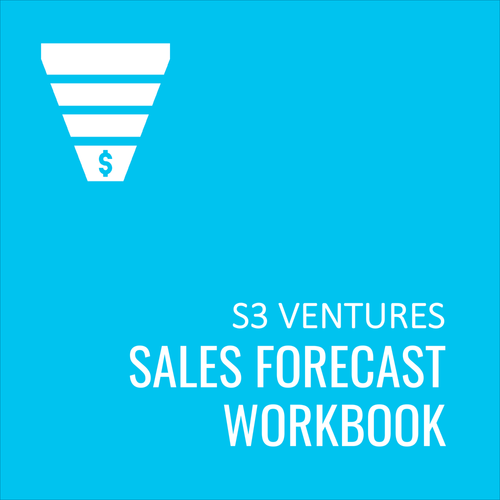 $
S3 VENTURES
SALES FORECAST
WORKBOOK